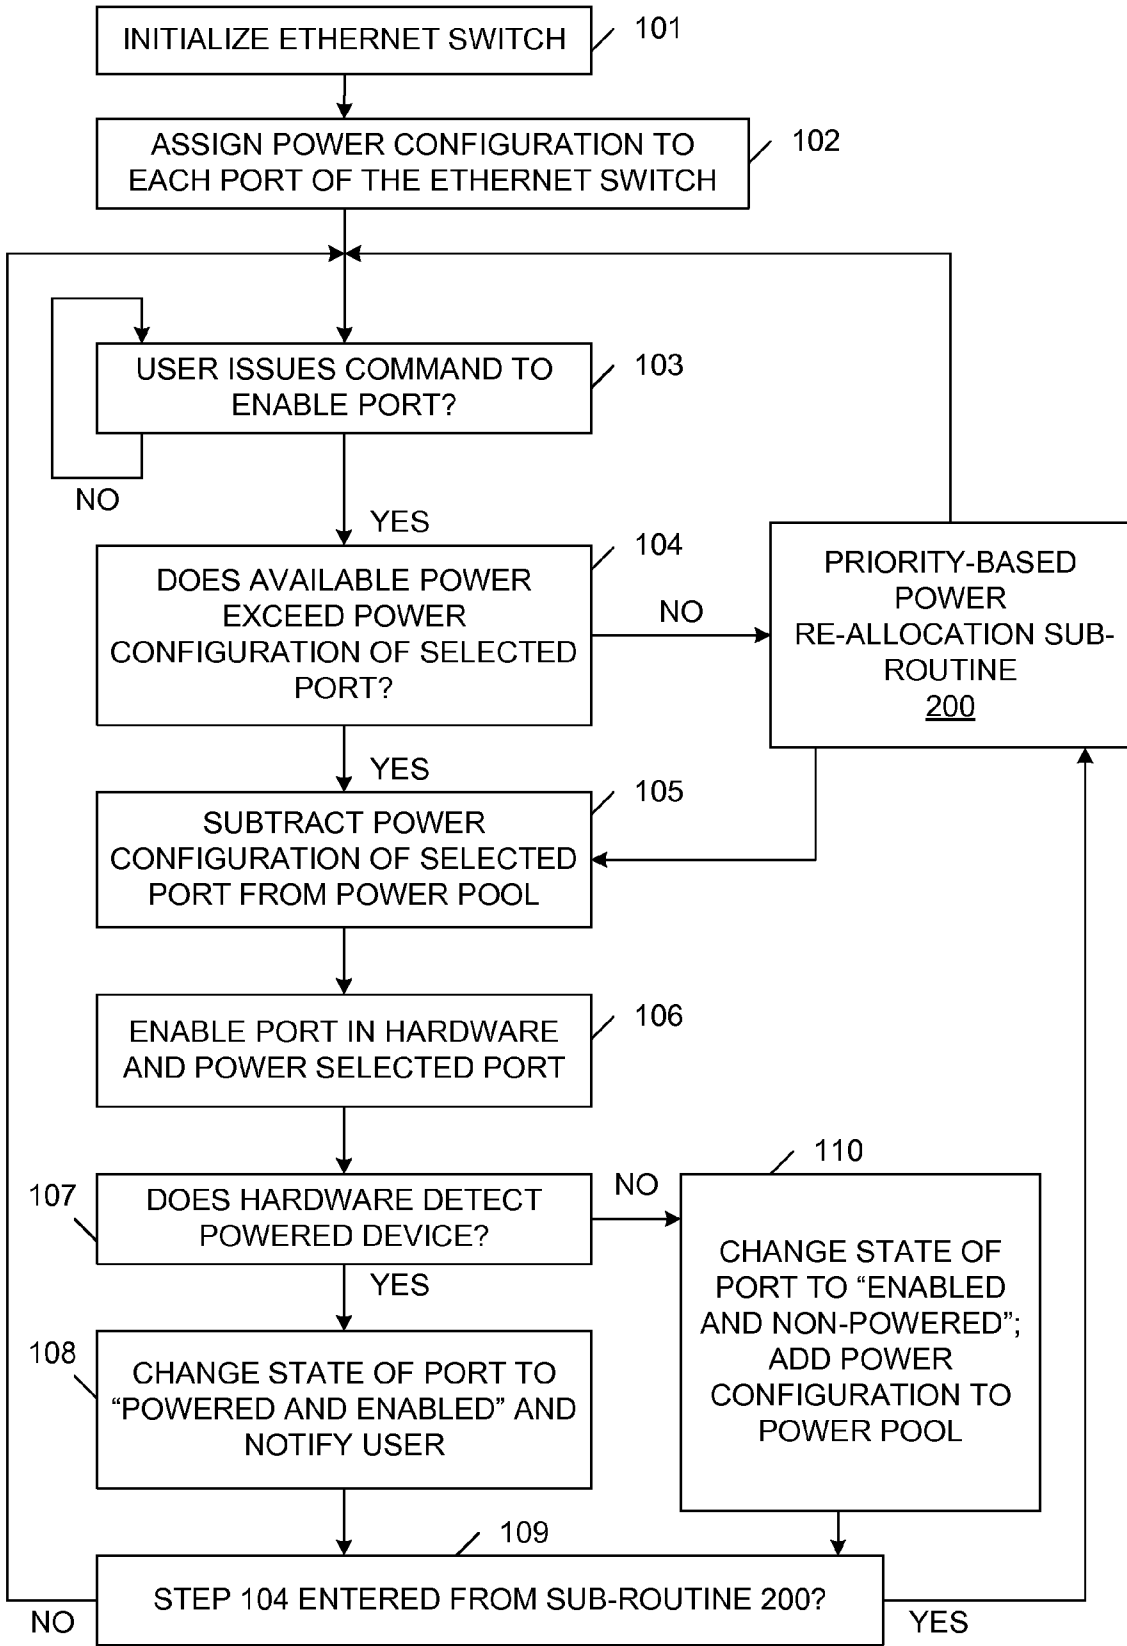 INITIALIZE ETHERNET SWITCH
101
ASSIGN POWER CONFIGURATION TO
EACH PORT OF THE ETHERNET SWITCH
102
USER ISSUES COMMAND TO
ENABLE PORT?
103
NO
YES
DOES AVAILABLE POWER
EXCEED POWER
CONFIGURATION OF SELECTED
PORT?
104
NO
PRIORITY-BASED
POWER
RE-ALLOCATION SUB-
ROUTINE
200
YES
SUBTRACT POWER
CONFIGURATION OF SELECTED
PORT FROM POWER POOL
105
ENABLE PORT IN HARDWARE
AND POWER SELECTED PORT
106
107
DOES HARDWARE DETECT
POWERED DEVICE?
NO
110
CHANGE STATE OF
PORT TO “ENABLED
AND NON-POWERED”;
ADD POWER
CONFIGURATION TO
POWER POOL
YES
108
CHANGE STATE OF PORT TO
“POWERED AND ENABLED” AND
NOTIFY USER
109
STEP 104 ENTERED FROM SUB-ROUTINE 200?
NO
YES